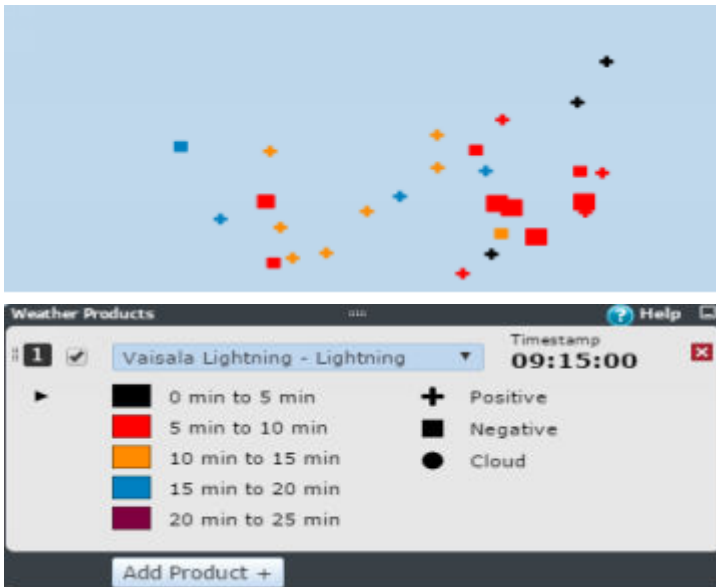 Weather Products
? Help
1 Vaisala Lightning - Lightning Timestamp
09:15:00
0 min to 5 min Positive
5 min to 10 min Negative
10 min to 15 min Cloud
15 min to 20 min
20 min to 25 min
Add Product +